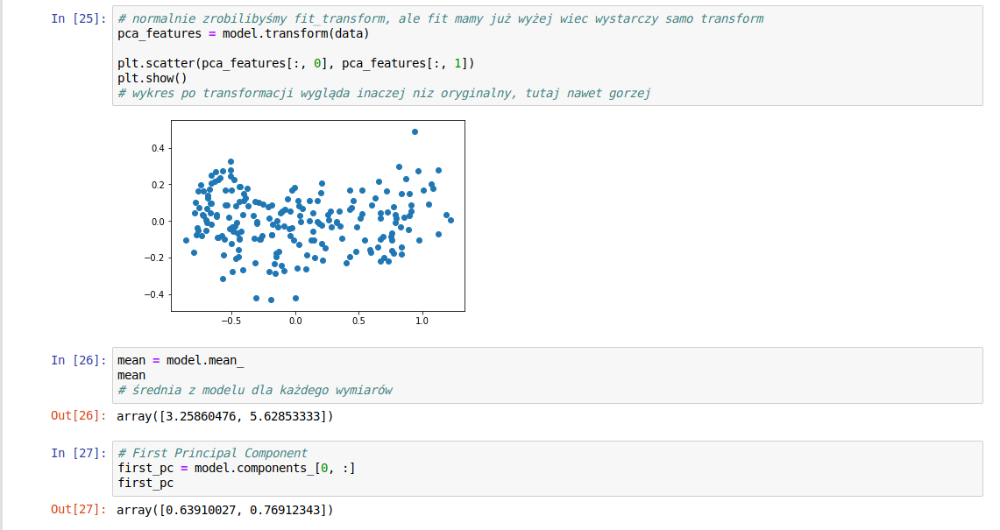 In [25]: # normalnie zrobilibyśmy fit_transform, ale fit mamy już wyżej wiec wystarczy samo transform
pca_features = model.transform(data)
plt.scatter(pca_features[:, 0], pca_features[:, 1])
plt.show()
# wykres po transformacji wygląda inaczej niz oryginalny, tutaj nawet gorzej
0.4
0.2
0.0
−0.2
−0.4
−0.5 0.0 0.5 1.0
In [26]: mean = model.mean_
mean
# średnia z modelu dla każdego wymiarów
Out[26]: array([3.25860476, 5.62853333])
In [27]: # First Principal Component
first_pc = model.components_[0, :]
first_pc
Out[27]: array([0.63910027, 0.76912343])